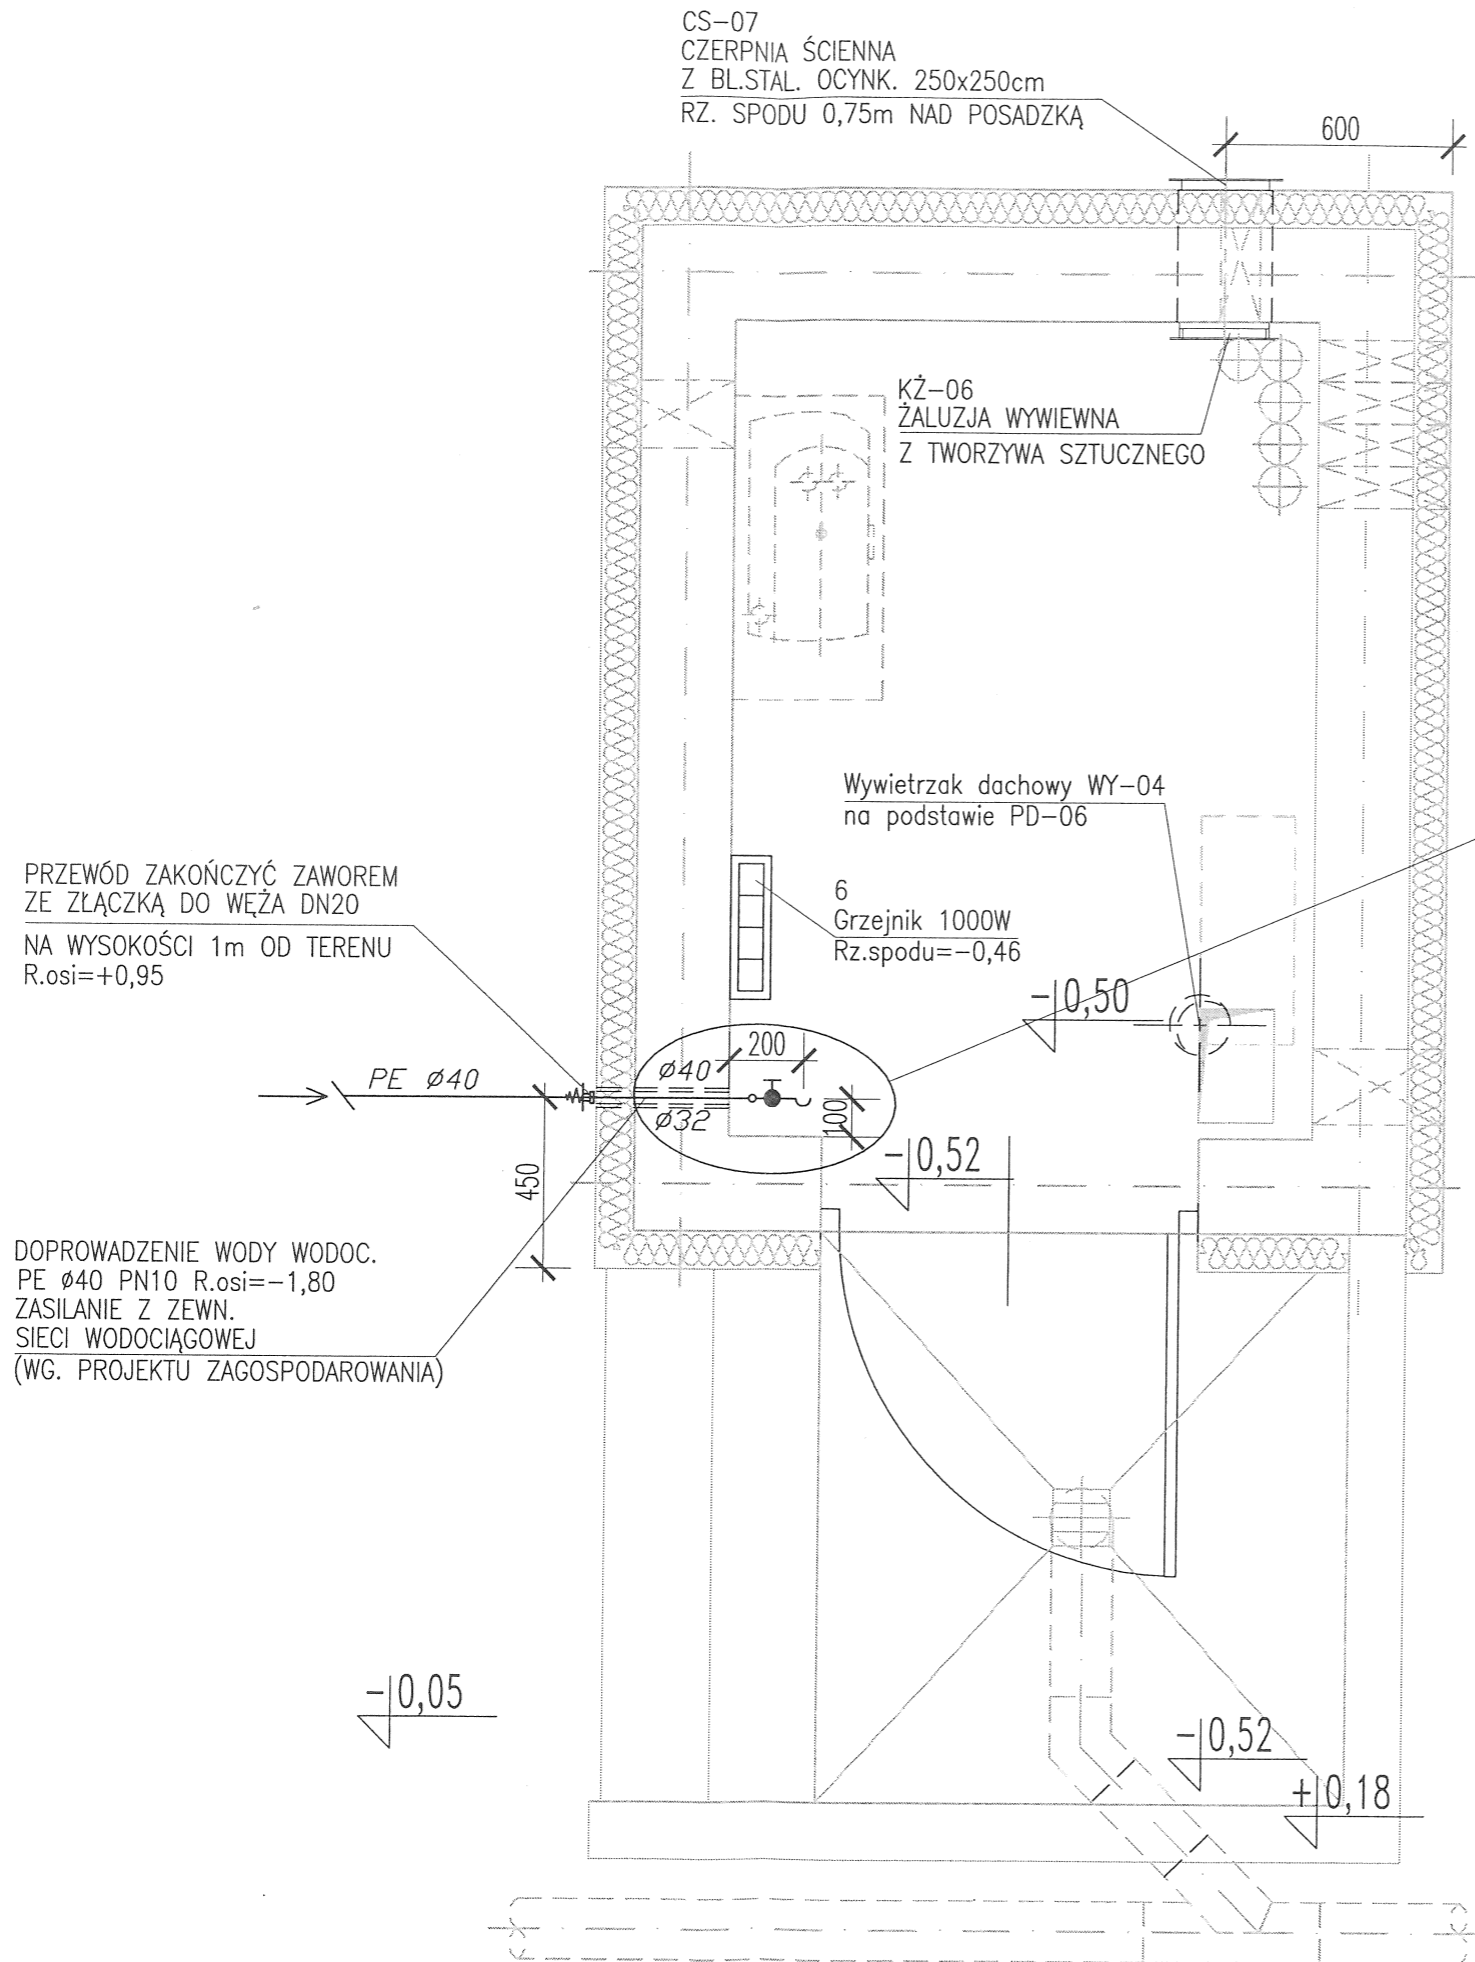 CS-07
CZERPNIA ŚCIENNA
Z BL.STAL. OCYNK. 250x250cm
RZ. SPODU 0,75m NAD POSADZKĄ
600
KŻ-06
ŻALUZJA WYWIEWNA
Z TWORZYWA SZTUCZNEGO
Wywietrzak dachowy WY-04
na podstawie PD-06
PRZEWÓD ZAKOŃCZYĆ ZAWOREM
ZE ZŁĄCZKĄ DO WĘŻA DN20
NA WYSOKOŚCI 1m OD TERENU
R.osi=+0,95
6
Grzejnik 1000W
Rz.spodu=-0,46
-0,50
200
PE ø40
ø40
ø32
100
450
-0,52
DOPROWADZENIE WODY WODOC.
PE ø40 PN10 R.osi=-1,80
ZASILANIE Z ZEWN.
SIECI WODOCIĄGOWEJ
(WG. PROJEKTU ZAGOSPODAROWANIA)
-0,05
-0,52
+0,18